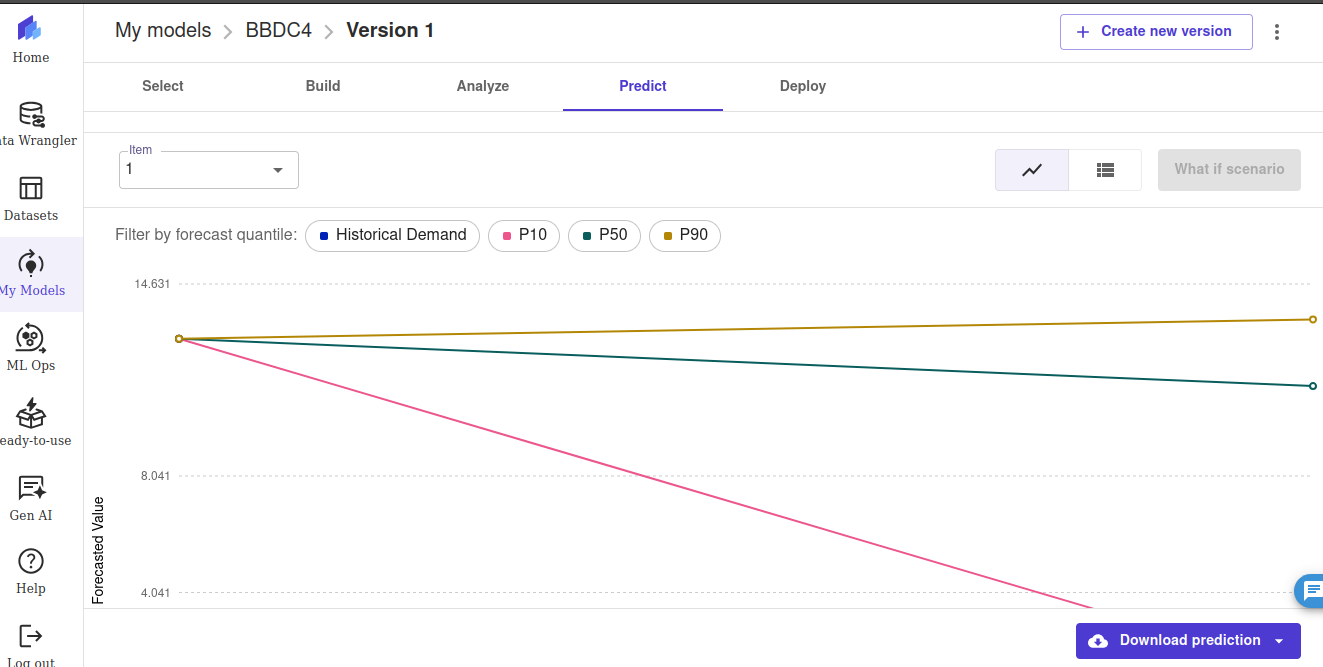 My models > BBDC4 > Version 1
+ Create new version
Home
Select
Build
Analyze
Predict
Deploy
ta Wrangler
Item
1
What if scenario
Datasets
Filter by forecast quantile:
Historical Demand
P10
P50
P90
My Models
14.631
ML Ops
eady-to-use
8.041
Gen AI
Forecasted Value
Help
4.041
Download prediction
Log out